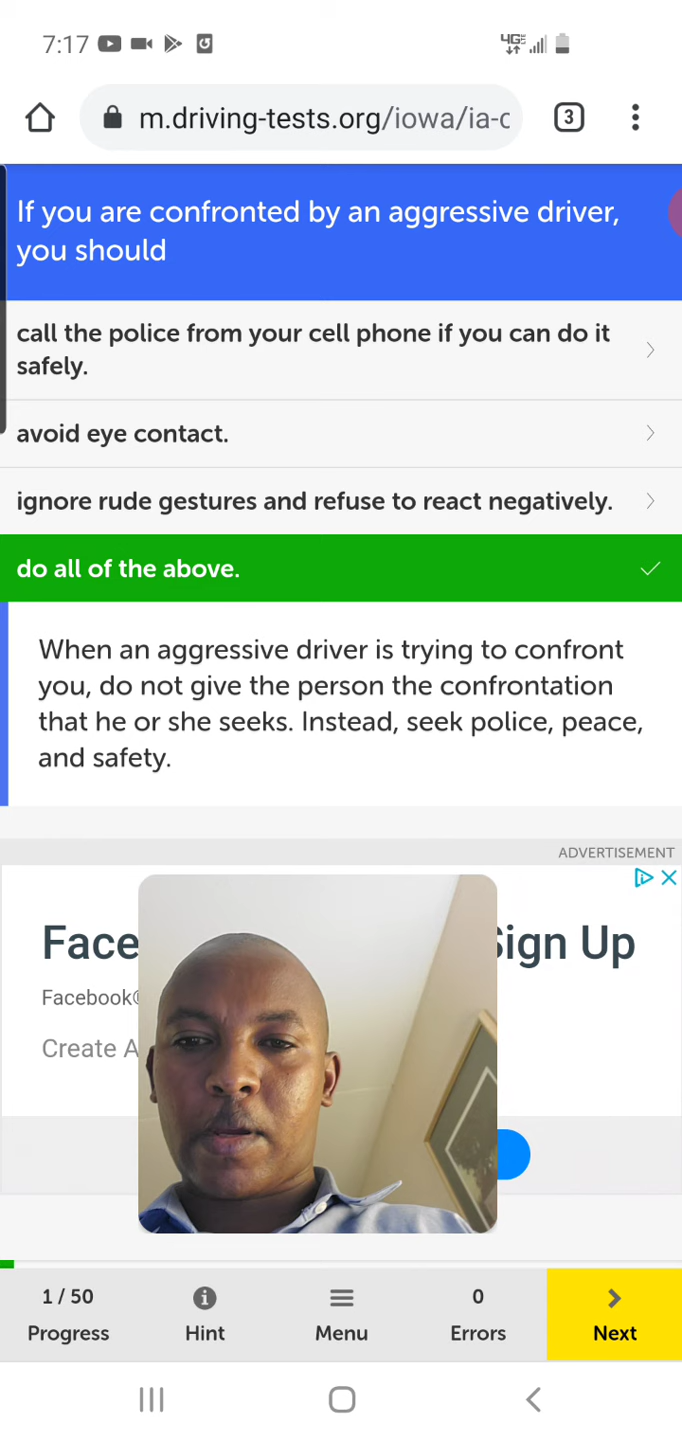 7:17
4GE
m.driving-tests.org/iowa/ia-c
3
If you are confronted by an aggressive driver,
you should
call the police from your cell phone if you can do it
safely.
avoid eye contact.
ignore rude gestures and refuse to react negatively.
do all of the above.
When an aggressive driver is trying to confront
you, do not give the person the confrontation
that he or she seeks. Instead, seek police, peace,
and safety.
ADVERTISEMENT
Face Sign Up
Facebook®
Create A
1 / 50 0
Progress Hint Menu Errors Next